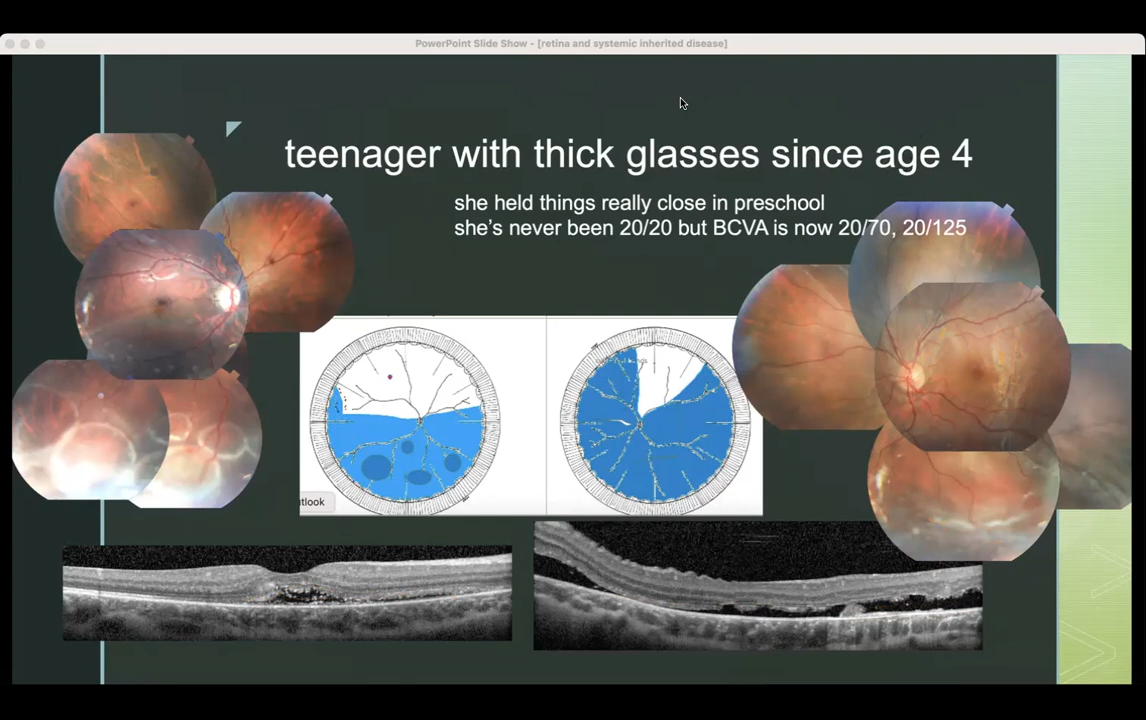 PowerPoint Slide Show - [retina and systemic inherited disease]
teenager with thick glasses since age 4
she held things really close in preschool
she's never been 20/20 but BCVA is now 20/70, 20/125
tlook